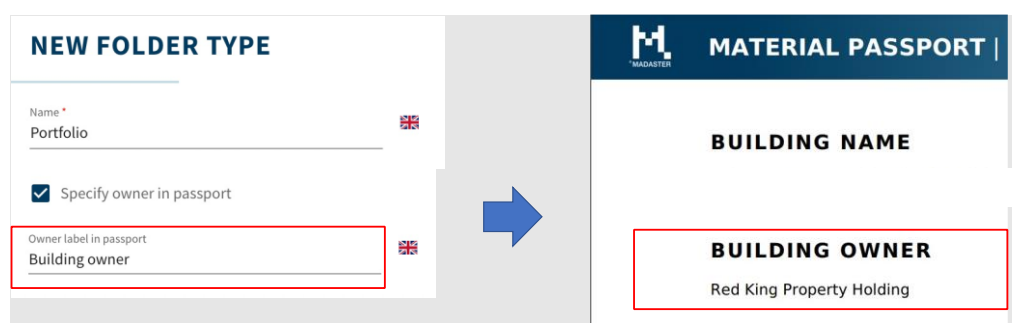 NEW FOLDER TYPE
Name *
Portfolio
Specify owner in passport
Owner label in passport
Building owner
MADASTER
MATERIAL PASSPORT |
BUILDING NAME
BUILDING OWNER
Red King Property Holding